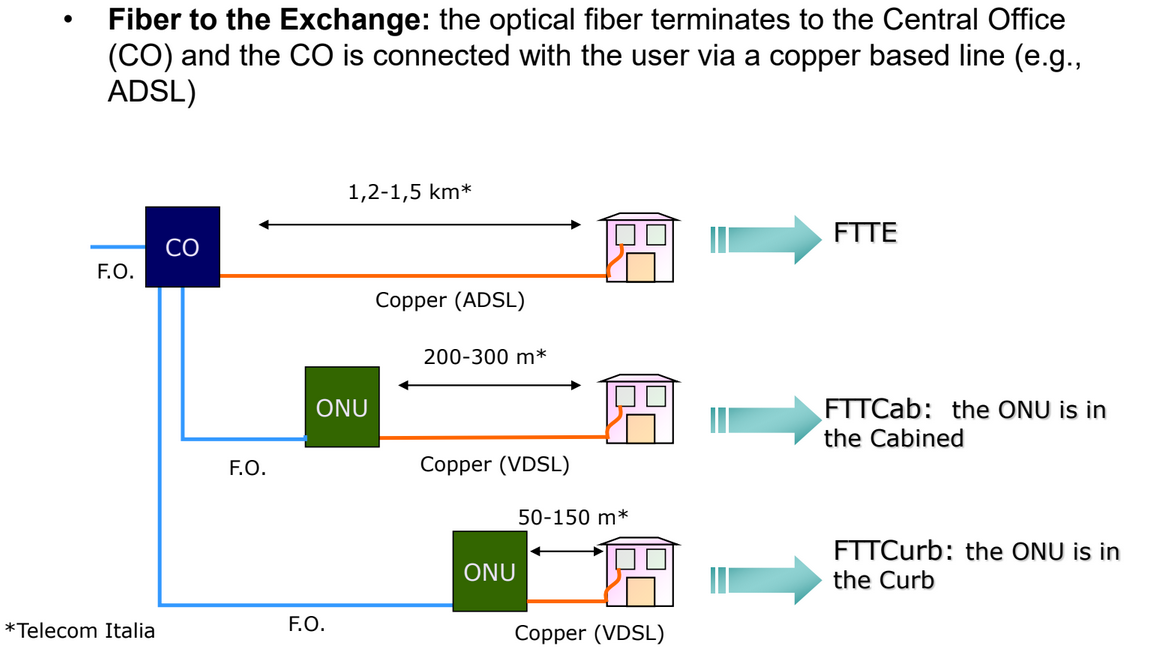 • Fiber to the Exchange: the optical fiber terminates to the Central Office
(CO) and the CO is connected with the user via a copper based line (e.g.,
ADSL)
1,2-1,5 km*
CO
FTTE
F.O.
Copper (ADSL)
200-300 m*
ONU
FTTCab: the ONU is in
the Cabined
F.O.
Copper (VDSL)
50-150 m*
ONU
FTTCurb: the ONU is in
the Curb
F.O.
Copper (VDSL)
*Telecom Italia